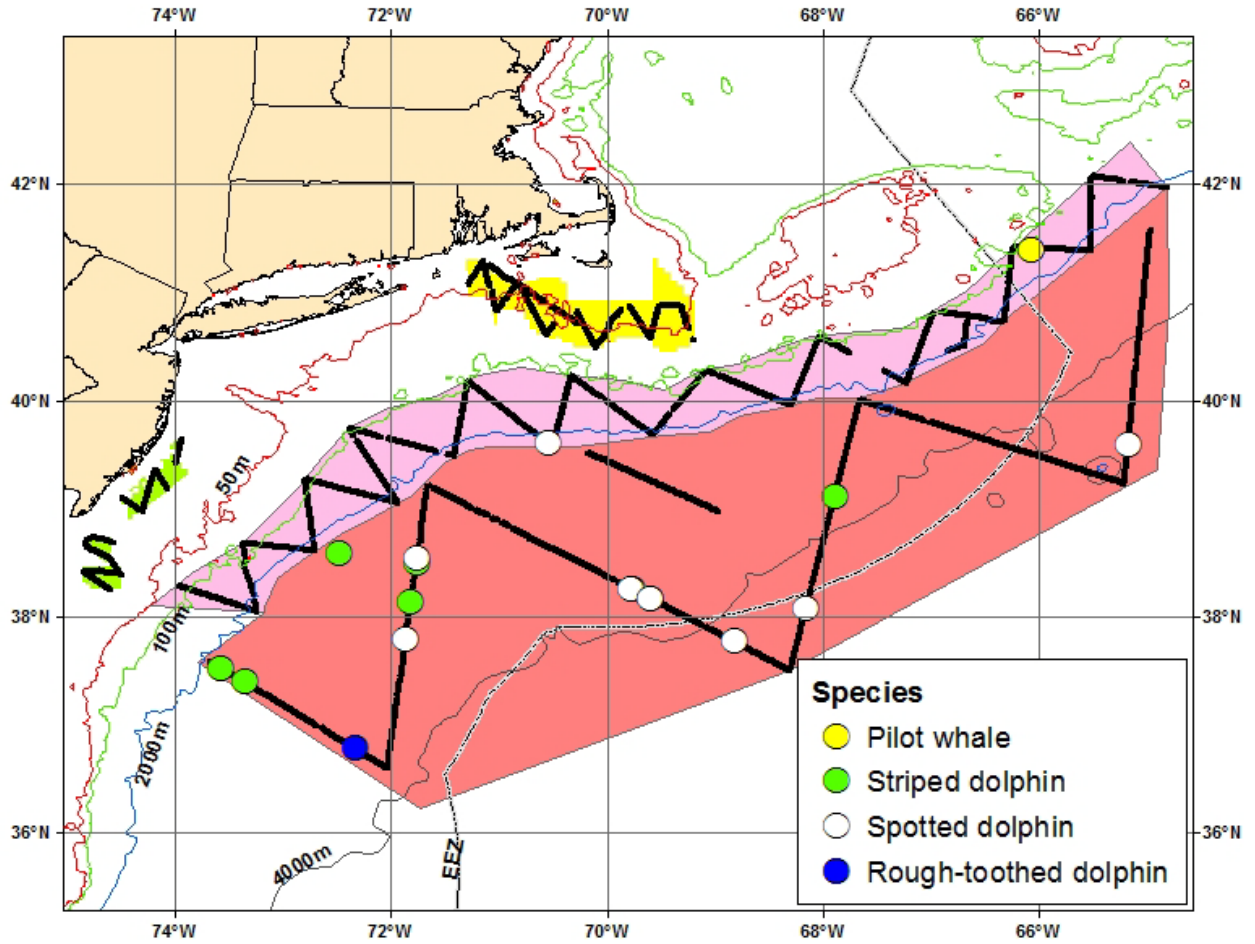 74°W 72°W 70°W 68°W 66°W
42°N 42°N
40°N 40°N
50m
38°N 38°N
100m
2000m
Species
Pilot whale
Striped dolphin
Spotted dolphin
Rough-toothed dolphin
36°N 36°N
4000m
EEZ
74°W 72°W 70°W 68°W 66°W